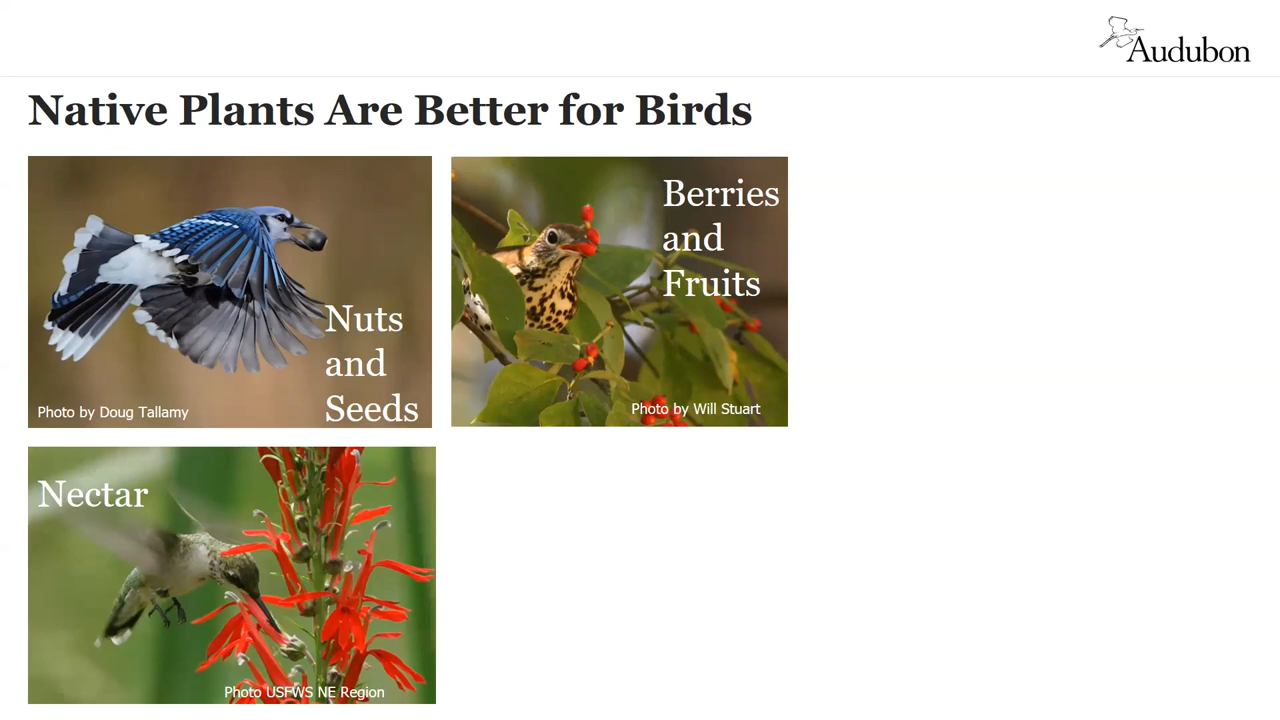 Audubon
Native Plants Are Better for Birds
Nuts
and
Seeds
Photo by Doug Tallamy
Berries
and
Fruits
Photo by Will Stuart
Nectar
Photo USFWS NE Region